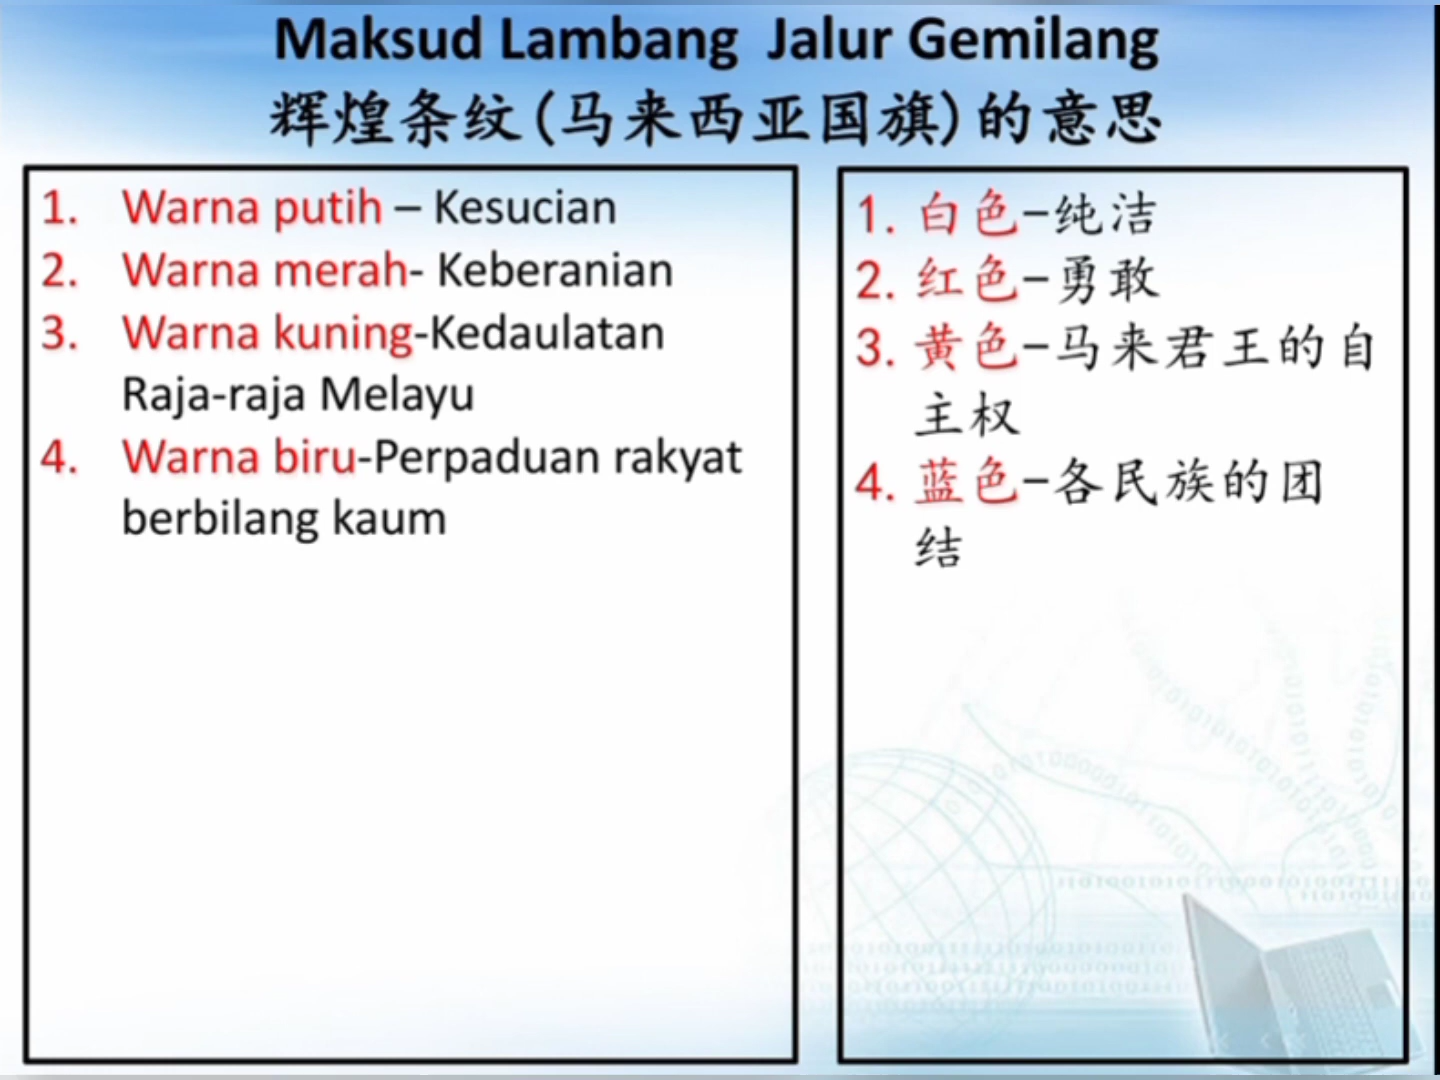 Maksud Lambang Jalur Gemilang
辉煌条纹(马来西亚国旗)的意思
1. Warna putih – Kesucian
2. Warna merah- Keberanian
3. Warna kuning-Kedaulatan
Raja-raja Melayu
4. Warna biru-Perpaduan rakyat
berbilang kaum
1. 白色-纯洁
2. 红色-勇敢
3. 黄色-马来君王的自
主权
4. 蓝色-各民族的团
结